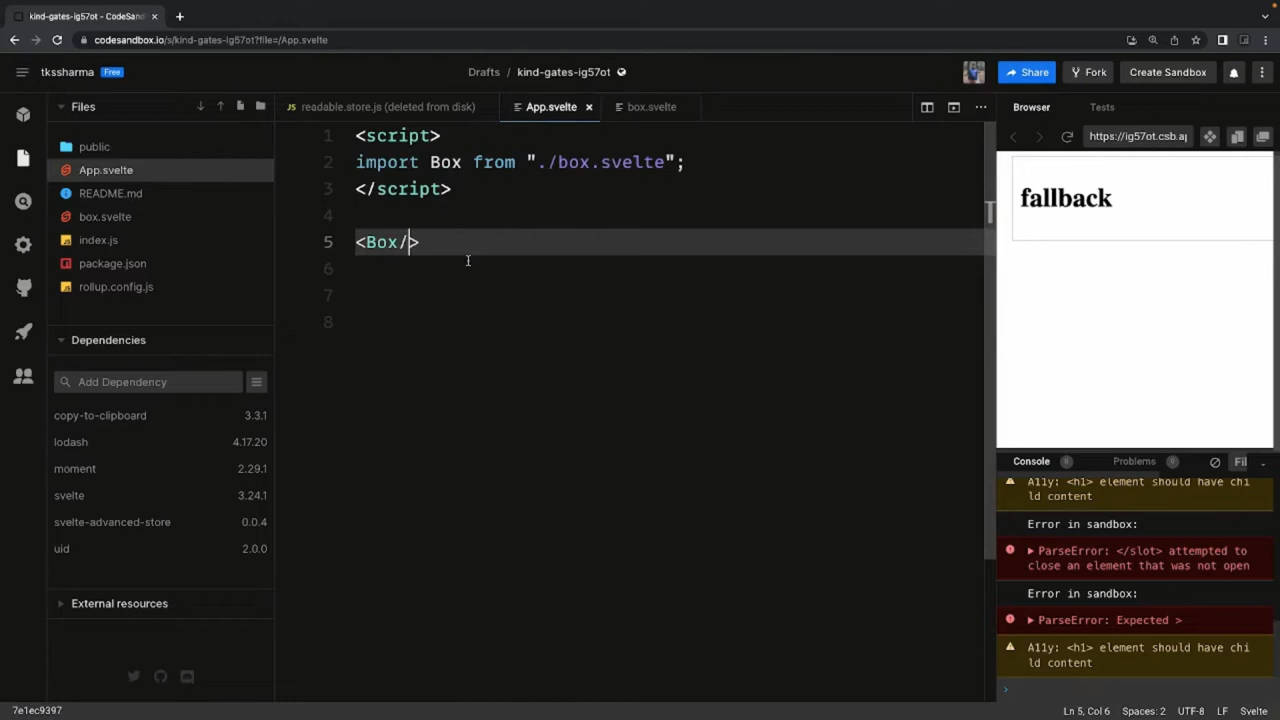 kind-gates-ig57ot - CodeSand
codesandbox.io/s/kind-gates-ig57ot?file=/App.svelte
tkssharma
Free
Drafts / kind-gates-ig57ot
Share
Fork
Create Sandbox
Files
public
App.svelte
README.md
box.svelte
index.js
package.json
rollup.config.js
Dependencies
Add Dependency
copy-to-clipboard 3.3.1
lodash 4.17.20
moment 2.29.1
svelte 3.24.1
svelte-advanced-store 0.0.4
uid 2.0.0
External resources
7e1ec9397
JS readable.store.js (deleted from disk)
App.svelte
box.svelte
1 <script>
2 import Box from "./box.svelte";
3 </script>
4
5 <Box/>
6
7
8
Browser
Tests
https://ig57ot.csb.ap
fallback
Console 0
Problems 0
Fil
A11y: <h1> element should have chi
ld content
Error in sandbox:
ParseError: </slot> attempted to
close an element that was not open
Error in sandbox:
ParseError: Expected >
A11y: <h1> element should have chi
ld content
Ln 5, Col 6
Spaces: 2
UTF-8
LF
Svelte